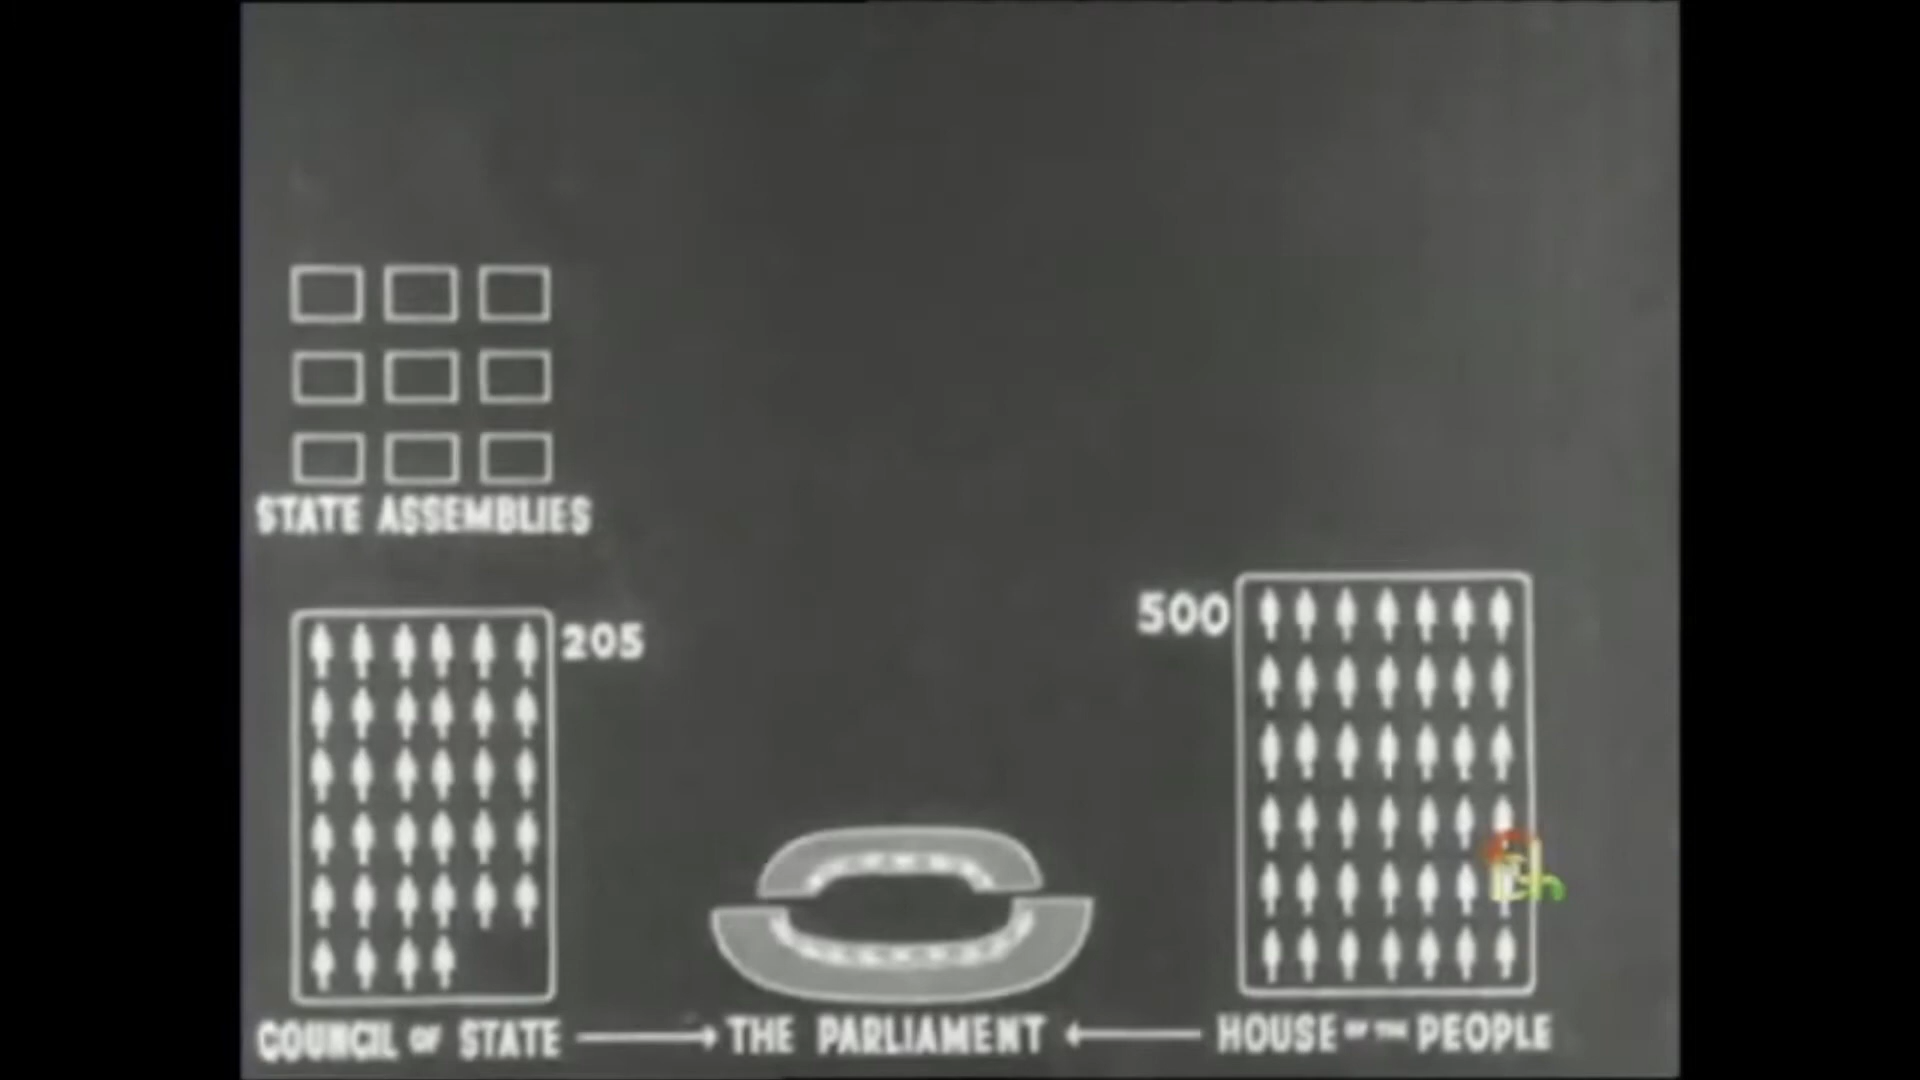 STATE ASSEMBLIES
205
500
COUNCIL OF STATE
THE PARLIAMENT
HOUSE OF THE PEOPLE